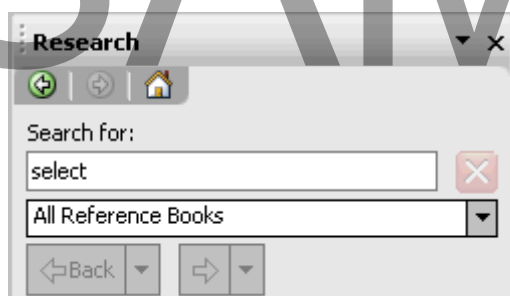 Research
Search for:
select
All Reference Books
Back